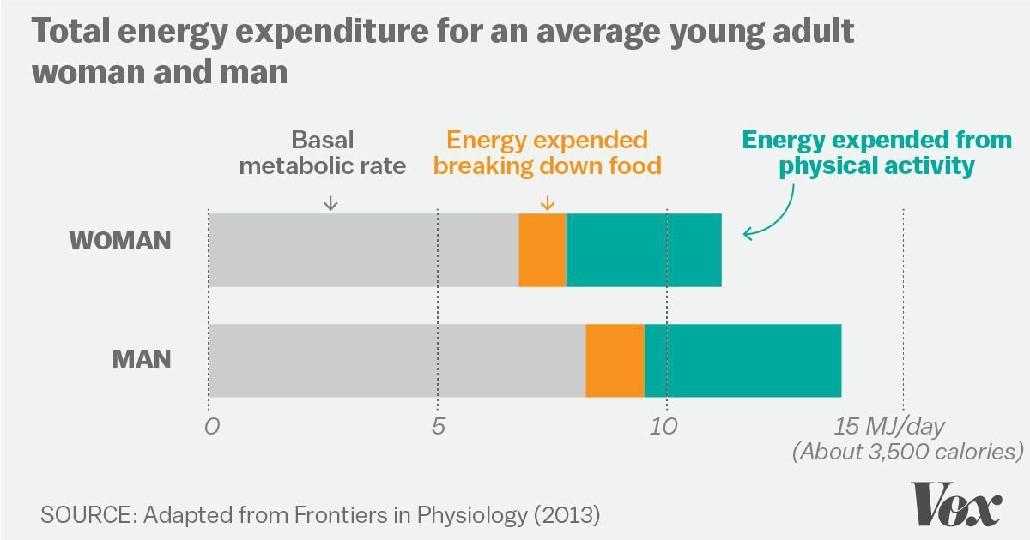 Total energy expenditure for an average young adult
woman and man
Basal
metabolic rate
Energy expended
breaking down food
Energy expended from
physical activity
WOMAN
MAN
0
5
10
15 MJ/day
(About 3,500 calories)
SOURCE: Adapted from Frontiers in Physiology (2013)
Vox